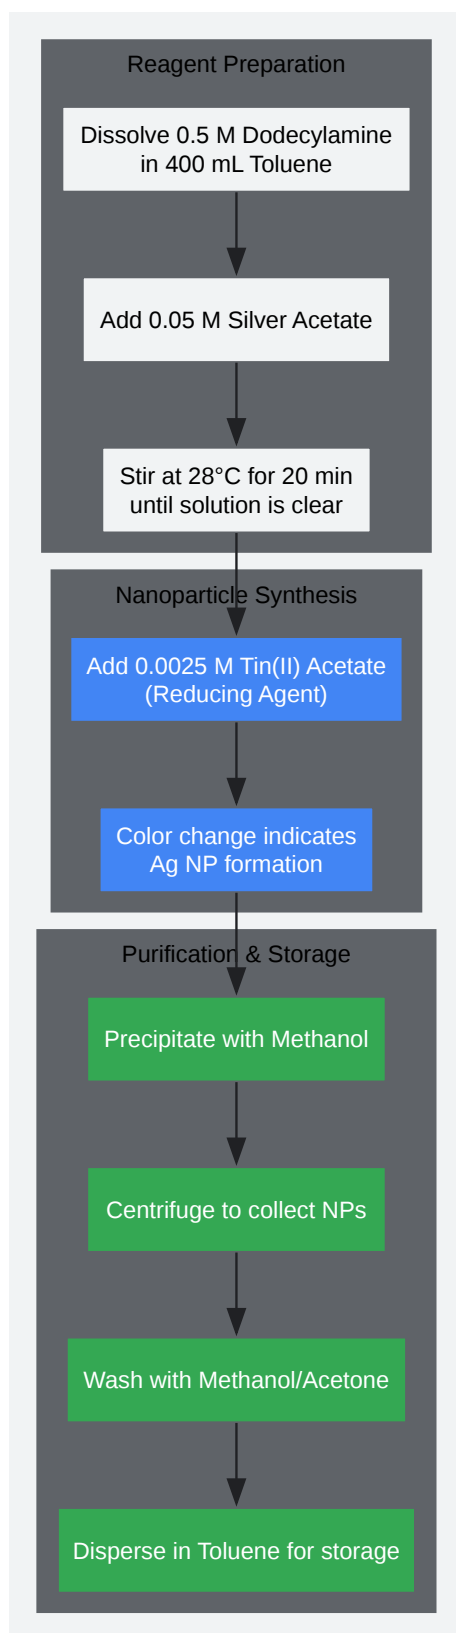 Reagent Preparation
Dissolve 0.5 M Dodecylamine
in 400 mL Toluene
Add 0.05 M Silver Acetate
Stir at 28°C for 20 min
until solution is clear
Nanoparticle Synthesis
Add 0.0025 M Tin(II) Acetate
(Reducing Agent)
Color change indicates
Ag NP formation
Purification & Storage
Precipitate with Methanol
Centrifuge to collect NPs
Wash with Methanol/Acetone
Disperse in Toluene for storage